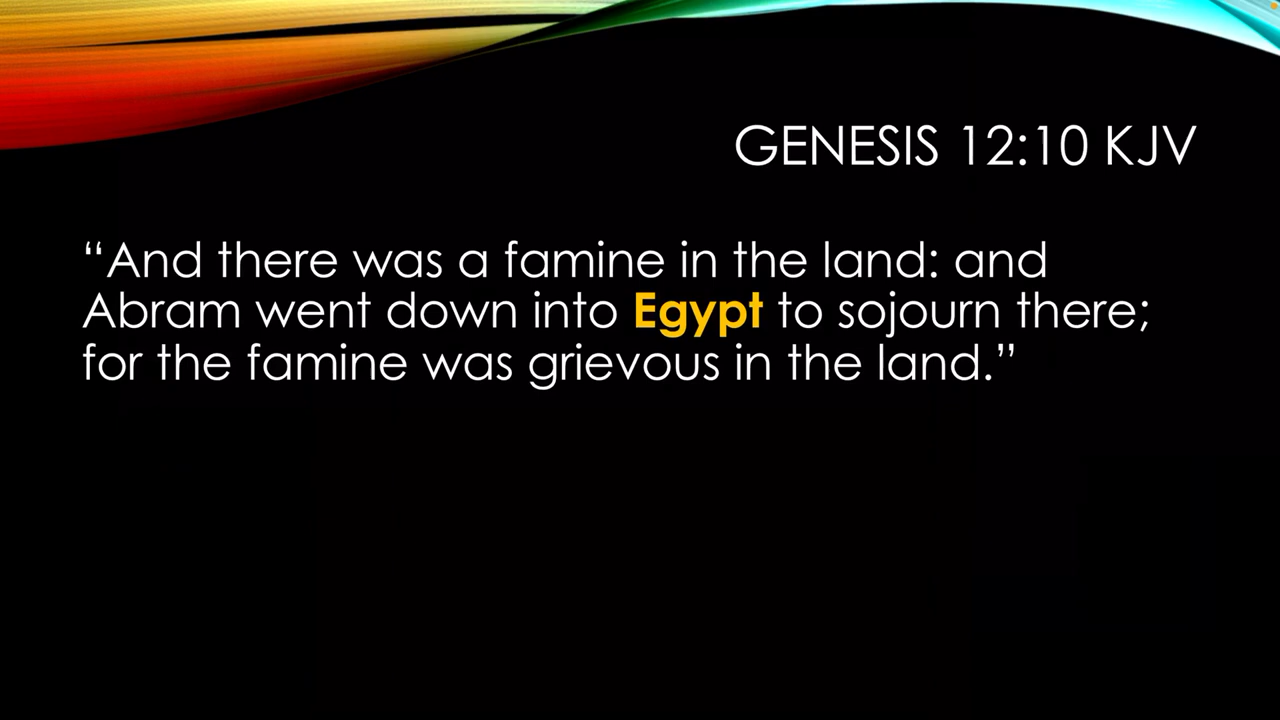 GENESIS 12:10 KJV
“And there was a famine in the land: and
Abram went down into Egypt to sojourn there;
for the famine was grievous in the land.”